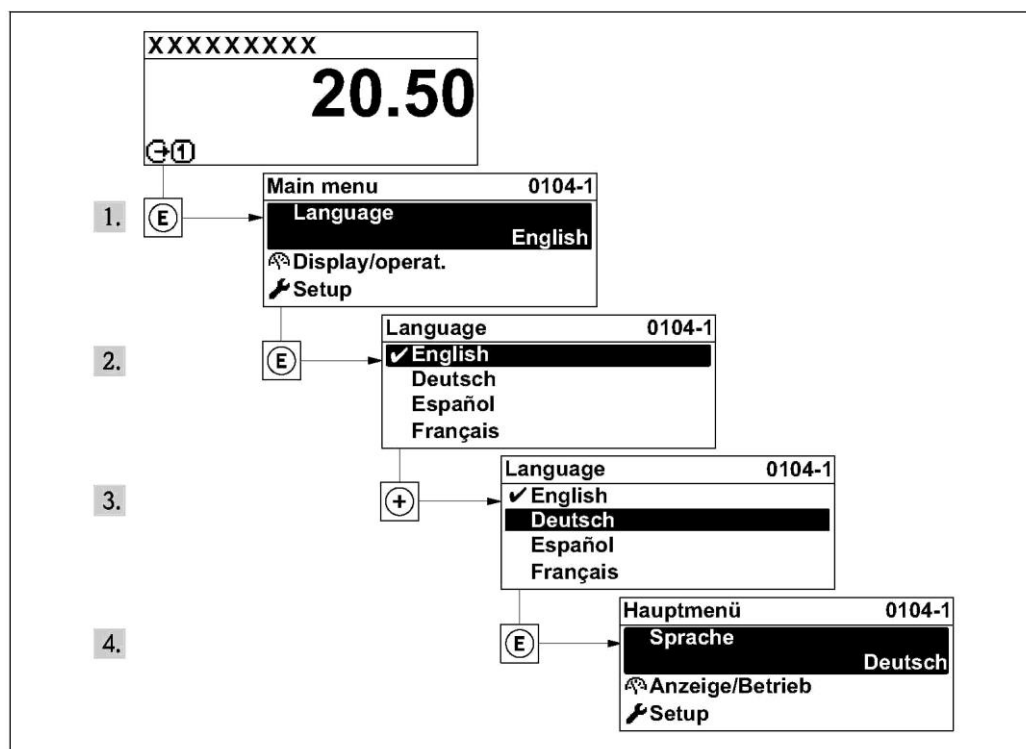 XXXXXXXXX
20.50
1
1.
E
Main menu 0104-1
Language
English
Display/operat.
Setup
2.
E
Language 0104-1
✔ English
Deutsch
Español
Français
3.
+
Language 0104-1
✔ English
Deutsch
Español
Français
4.
E
Hauptmenü 0104-1
Sprache
Deutsch
Anzeige/Betrieb
Setup